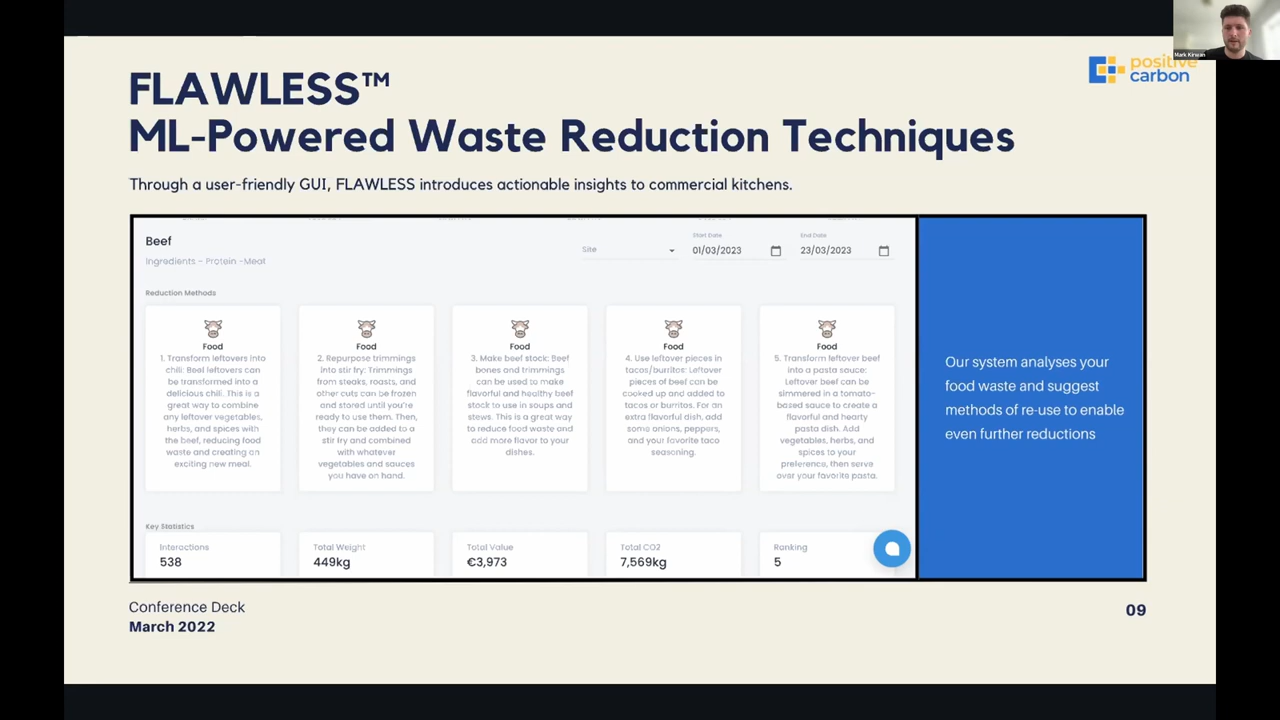 Mark Kirwan
positive
carbon
FLAWLESS™
ML-Powered Waste Reduction Techniques
Through a user-friendly GUI, FLAWLESS introduces actionable insights to commercial kitchens.
Beef
Ingredients - Protein -Meat
Site
Start Date
01/03/2023
End Date
23/03/2023
Reduction Methods
Food
1. Transform leftovers into
chili: Beef leftovers can
be transformed into a
delicious chili. This is a
great way to combine
any leftover vegetables,
herbs, and spices with
the beef, reducing food
waste and creating an
exciting new meal.
Food
2. Repurpose trimmings
into stir fry: Trimmings
from steaks, roasts, and
other cuts can be frozen
and stored until you're
ready to use them. Then,
they can be added to a
stir fry and combined
with whatever
vegetables and sauces
you have on hand.
Food
3. Make beef stock: Beef
bones and trimmings
can be used to make
flavorful and healthy beef
stock to use in soups and
stews. This is a great way
to reduce food waste and
add more flavor to your
dishes.
Food
4. Use leftover pieces in
tacos/burritos: Leftover
pieces of beef can be
cooked up and added to
tacos or burritos. For an
extra flavorful dish, add
some onions, peppers,
and your favorite taco
seasoning.
Food
5. Transform leftover beef
into a pasta sauce:
Leftover beef can be
simmered in a tomato-
based sauce to create a
flavorful and hearty
pasta dish. Add
vegetables, herbs, and
spices to your
preference, then serve
over your favorite pasta.
Key Statistics
Interactions
538
Total Weight
449kg
Total Value
€3,973
Total CO2
7,569kg
Ranking
5
Our system analyses your
food waste and suggest
methods of re-use to enable
even further reductions
Conference Deck
March 2022
09